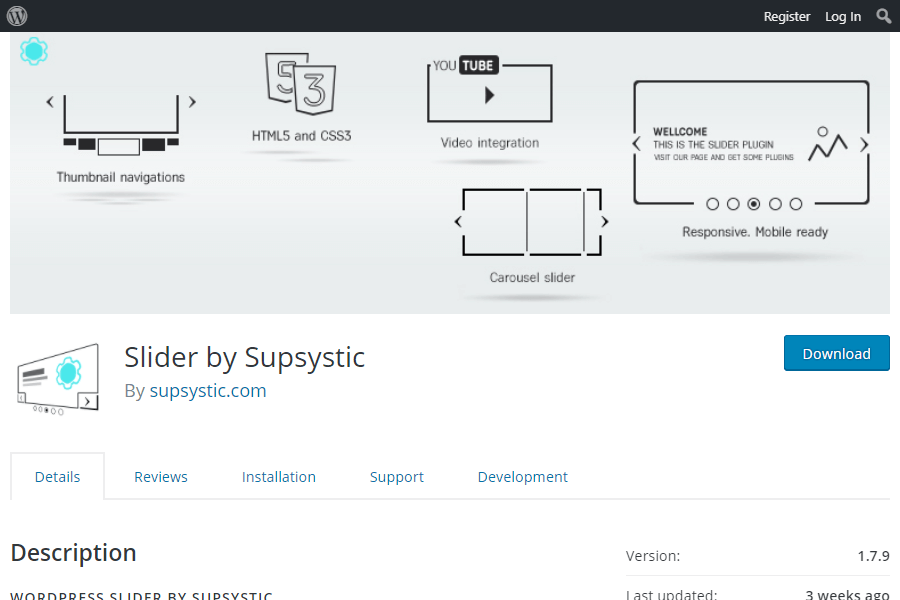 Register Log In
Thumbnail navigations
5 3
HTML5 and CSS3
YOU TUBE
Video integration
Carousel slider
WELLCOME
THIS IS THE SLIDER PLUGIN
VISIT OUR PAGE AND GET SOME PLUGINS
Responsive. Mobile ready
Slider by Supsystic
By supsystic.com
Download
Details Reviews Installation Support Development
Description
WORDPRESS SLIDER BY SUPSYSTIC
Version: 1.7.9
Last updated: 3 weeks ago